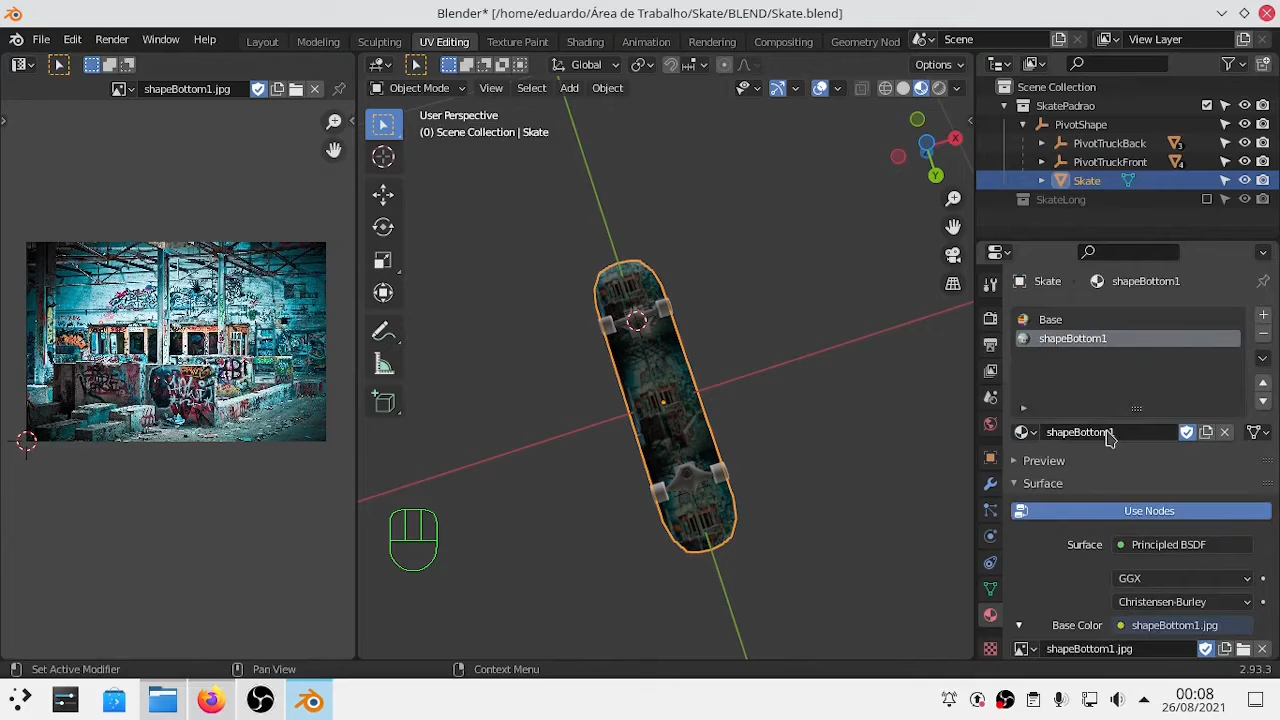 Blender* [/home/eduardo/Área de Trabalho/Skate/BLEND/Skate.blend]
File Edit Render Window Help
Layout Modeling Sculpting UV Editing Texture Paint Shading Animation Rendering Compositing Geometry Nod
Scene
View Layer
Global
Options
shapeBottom1.jpg
Object Mode
View Select Add Object
User Perspective
(0) Scene Collection | Skate
X
Y
Scene Collection
SkatePadrao
PivotShape
PivotTruckBack
3
PivotTruckFront
4
Skate
SkateLong
Skate
shapeBottom1
Base
shapeBottom1
shapeBottom1
Preview
Surface
Use Nodes
Surface
Principled BSDF
GGX
Christensen-Burley
Base Color
shapeBottom1.jpg
shapeBottom1.jpg
Set Active Modifier
Pan View
Context Menu
2.93.3
00:08
26/08/2021